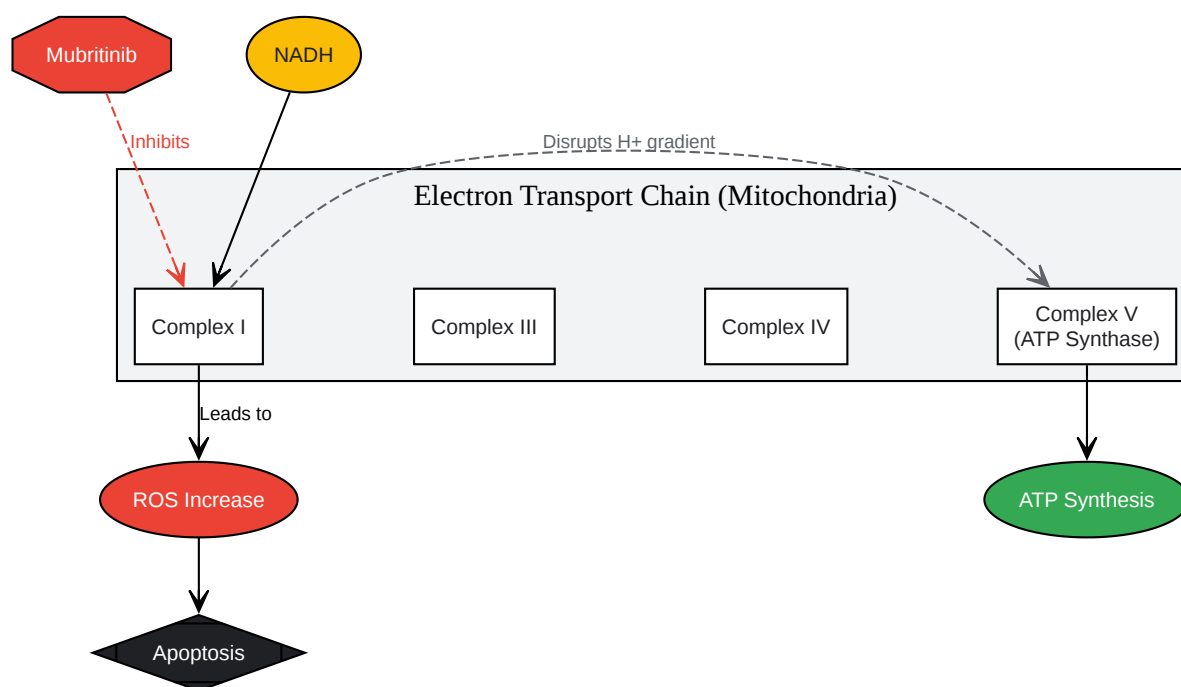 Mubritinib
NADH
Inhibits
Disrupts H+ gradient
Electron Transport Chain (Mitochondria)
Complex I
Complex III
Complex IV
Complex V
(ATP Synthase)
Leads to
ROS Increase
ATP Synthesis
Apoptosis